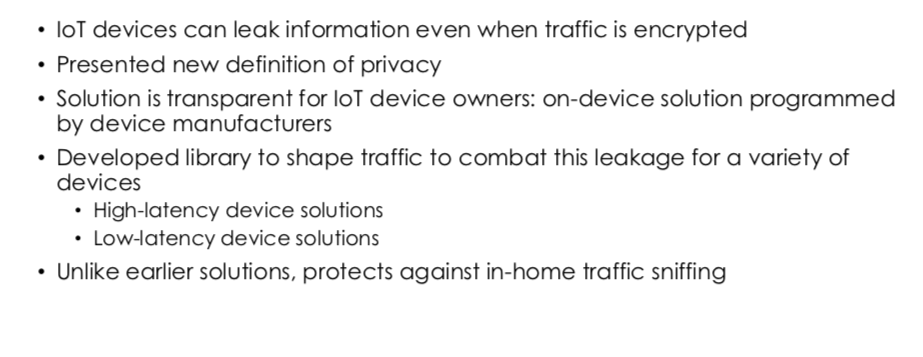 • IoT devices can leak information even when traffic is encrypted
• Presented new definition of privacy
• Solution is transparent for IoT device owners: on-device solution programmed
by device manufacturers
• Developed library to shape traffic to combat this leakage for a variety of
devices
• High-latency device solutions
• Low-latency device solutions
• Unlike earlier solutions, protects against in-home traffic sniffing